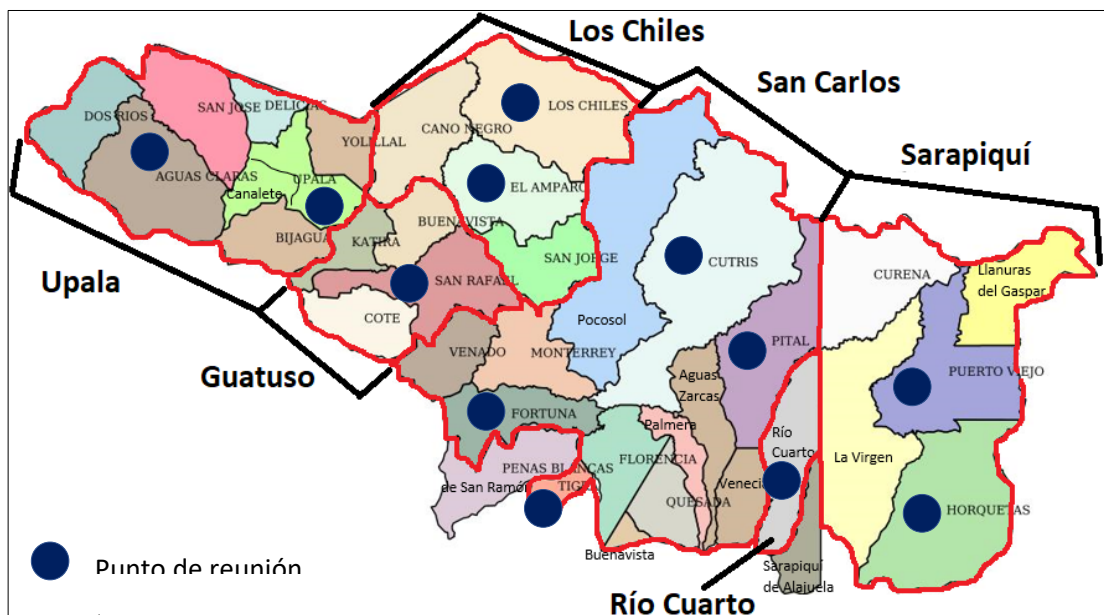 Los Chiles
San Carlos
Sarapiquí
Upala
Guatuso
Río Cuarto
DOS RIOS
SAN JOSE
DELICIAS
YOLILLAL
AGUAS CLARAS
Canalete
UPALA
BIJAGUA
KATIRA
BUENAVISTA
SAN RAFAEL
COTE
CANO NEGRO
LOS CHILES
EL AMPARO
SAN JORGE
VENADO
MONTERREY
FORTUNA
PENAS BLANCAS
de San Ramón
TIGRA
Pocosol
CUTRIS
PITAL
Aguas
Zarcas
Palmera
FLORENCIA
QUESADA
Venecia
Buenavista
Río
Cuarto
Sarapiquí
de Alajuela
CURENA
Llanuras
del Gaspar
PUERTO VIEJO
La Virgen
HORQUETAS
Punto de reunión